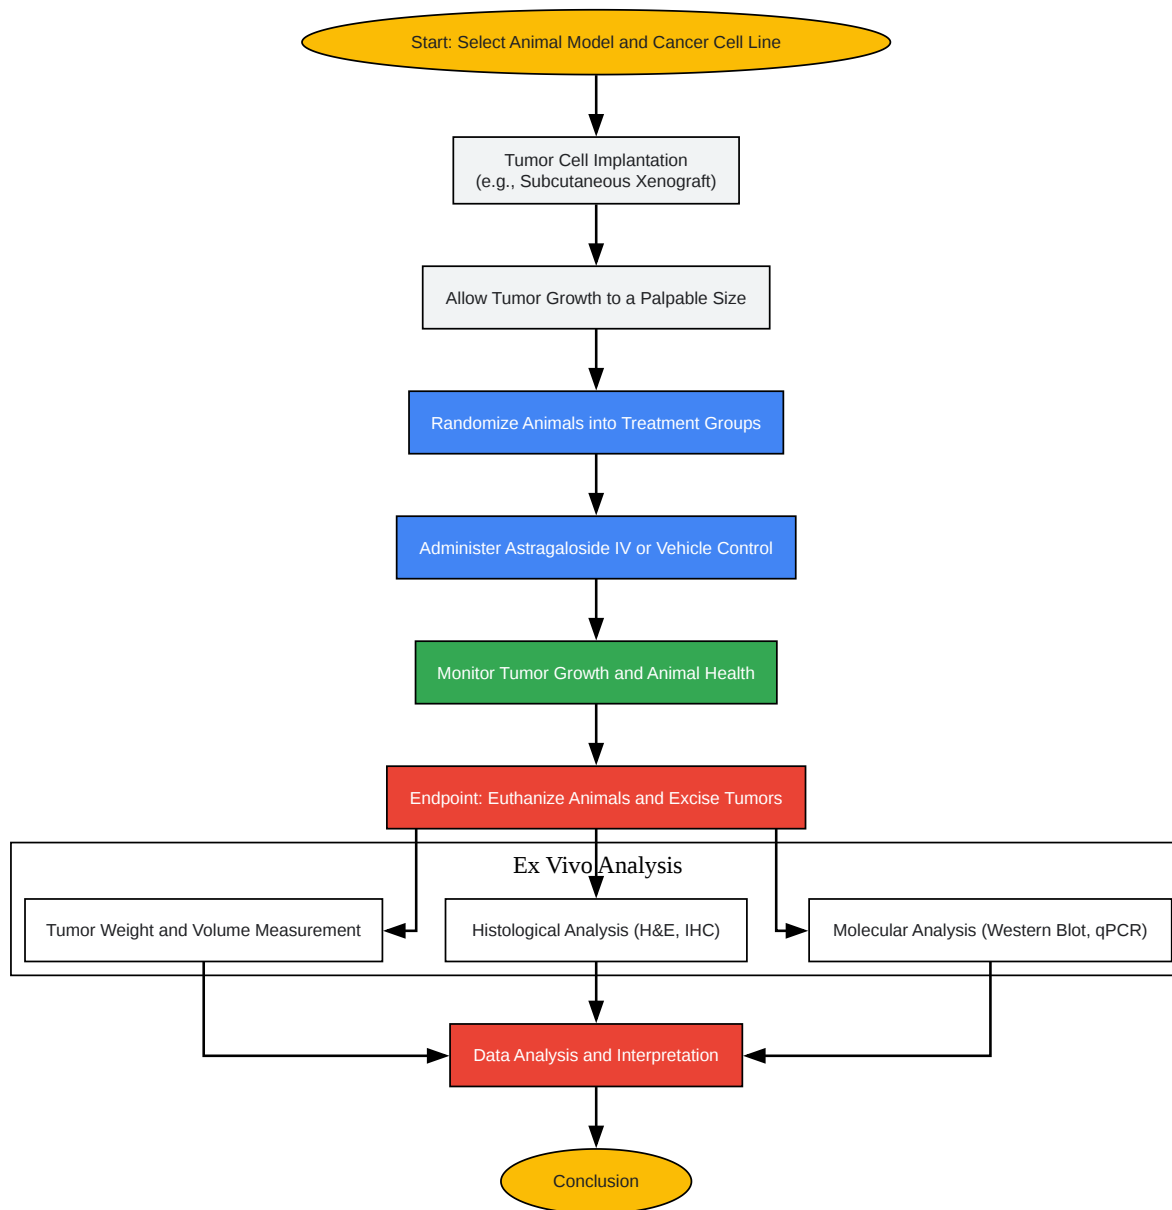 Start: Select Animal Model and Cancer Cell Line
Tumor Cell Implantation
(e.g., Subcutaneous Xenograft)
Allow Tumor Growth to a Palpable Size
Randomize Animals into Treatment Groups
Administer Astragaloside IV or Vehicle Control
Monitor Tumor Growth and Animal Health
Endpoint: Euthanize Animals and Excise Tumors
Ex Vivo Analysis
Tumor Weight and Volume Measurement
Histological Analysis (H&E, IHC)
Molecular Analysis (Western Blot, qPCR)
Data Analysis and Interpretation
Conclusion